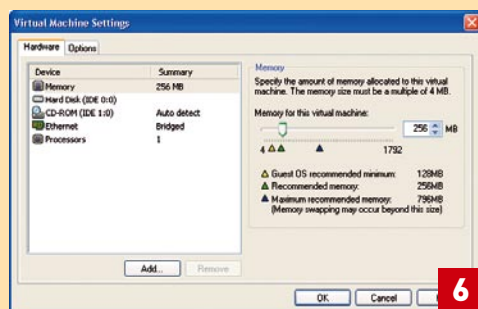 Virtual Machine Settings
Hardware Options
Device Summary
Memory 256 MB
Hard Disk (IDE 0:0)
CD-ROM (IDE 1:0) Auto detect
Ethernet Bridged
Processors 1
Add... Remove
Memory
Specify the amount of memory allocated to this virtual
machine. The memory size must be a multiple of 4 MB.
Memory for this virtual machine:
256 MB
4 1792
Guest OS recommended minimum: 128MB
Recommended memory: 256MB
Maximum recommended memory: 796MB
(Memory swapping may occur beyond this size)
OK Cancel
6